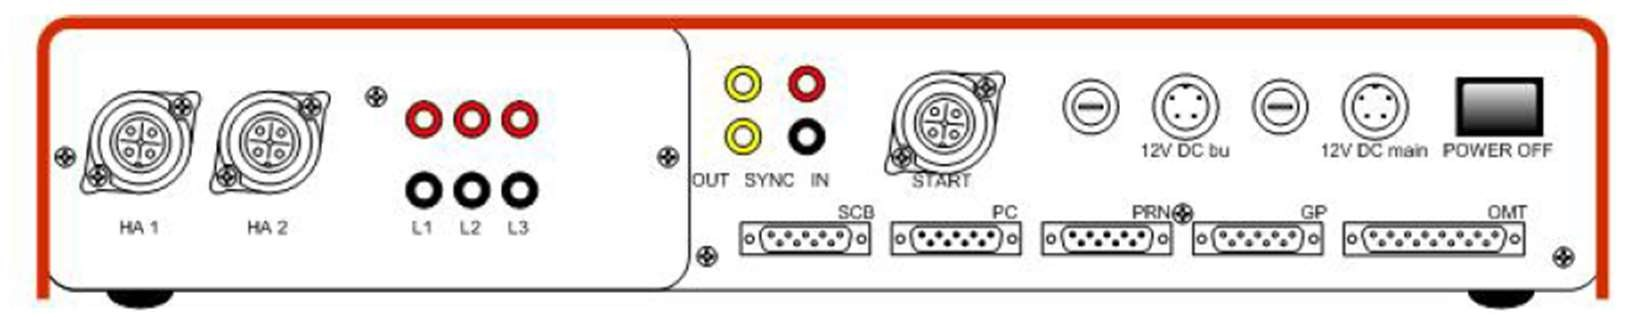 HA 1
HA 2
L1 L2 L3
OUT SYNC IN
START
12V DC bu
12V DC main
POWER OFF
SCB
PC
PRN
GP
OMT